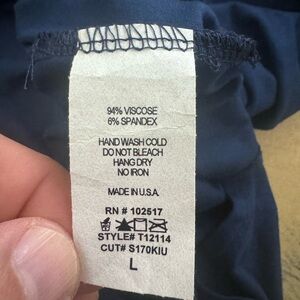 94% VISCOSE
6% SPANDEX
HAND WASH COLD
DO NOT BLEACH
HANG DRY
NO IRON
MADE IN U.S.A.
RN # 102517
STYLE# T12114
CUT# S170KIU
L